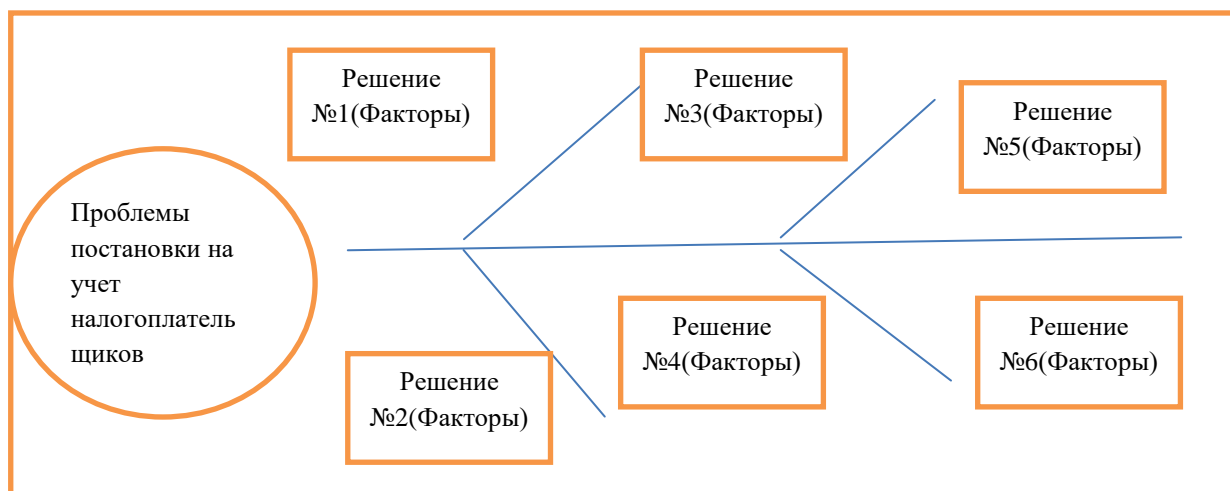 Решение
№1(Факторы)
Решение
№3(Факторы)
Решение
№5(Факторы)
Проблемы
постановки на
учет
налогоплатель
щиков
Решение
№2(Факторы)
Решение
№4(Факторы)
Решение
№6(Факторы)